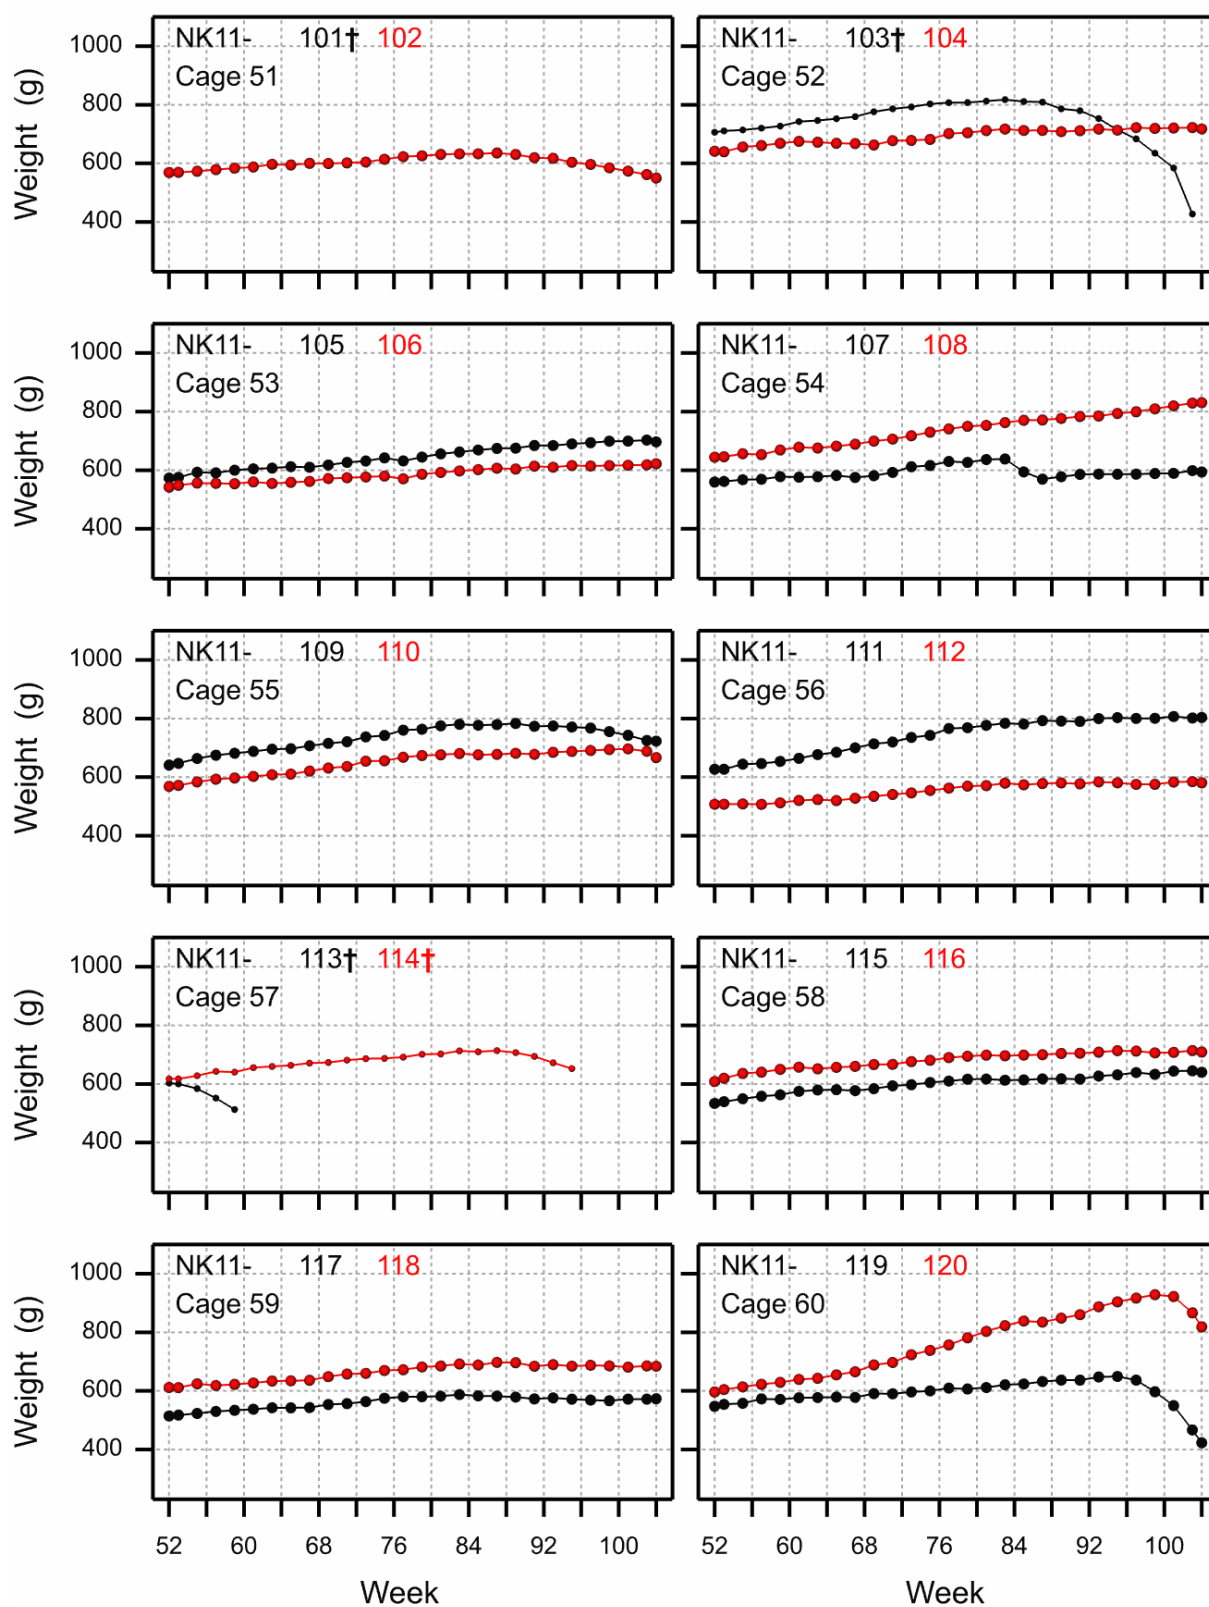 NK11- 101† 102
Cage 51
NK11- 103† 104
Cage 52
1000
800
600
400
Weight (g)
NK11- 105 106
Cage 53
NK11- 107 108
Cage 54
1000
800
600
400
Weight (g)
NK11- 109 110
Cage 55
NK11- 111 112
Cage 56
1000
800
600
400
Weight (g)
NK11- 113† 114†
Cage 57
NK11- 115 116
Cage 58
1000
800
600
400
Weight (g)
NK11- 117 118
Cage 59
NK11- 119 120
Cage 60
1000
800
600
400
Weight (g)
52 60 68 76 84 92 100
52 60 68 76 84 92 100
Week
Week